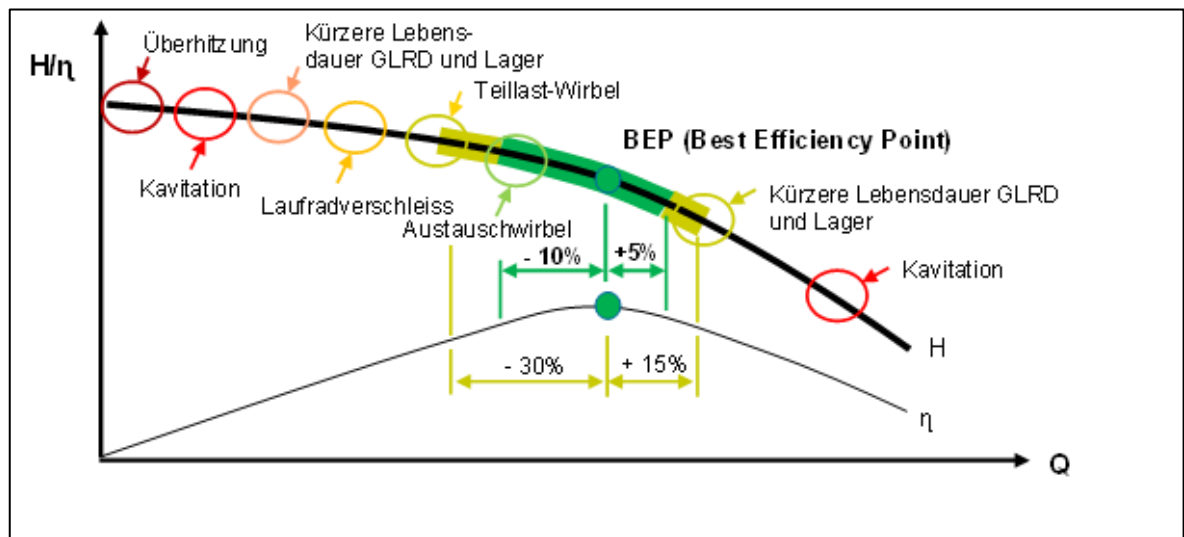 H/η
Überhitzung
Kürzere Lebens-
dauer GLRD und Lager
Teillast-Wirbel
BEP (Best Efficiency Point)
Kavitation
Laufradverschleiss
Austauschwirbel
Kürzere Lebensdauer GLRD
und Lager
- 10%
+5%
Kavitation
H
- 30%
+ 15%
η
Q